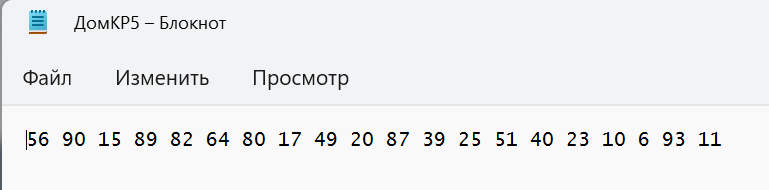 ДомКР5 – Блокнот
Файл Изменить Просмотр
56 90 15 89 82 64 80 17 49 20 87 39 25 51 40 23 10 6 93 11